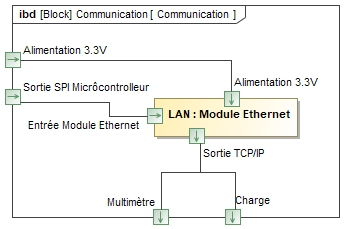 ibd [Block] Communication [ Communication ]
Alimentation 3.3V
Alimentation 3.3V
Sortie SPI Micrôcontrolleur
LAN : Module Ethernet
Entrée Module Ethernet
Sortie TCP/IP
Multimètre
Charge